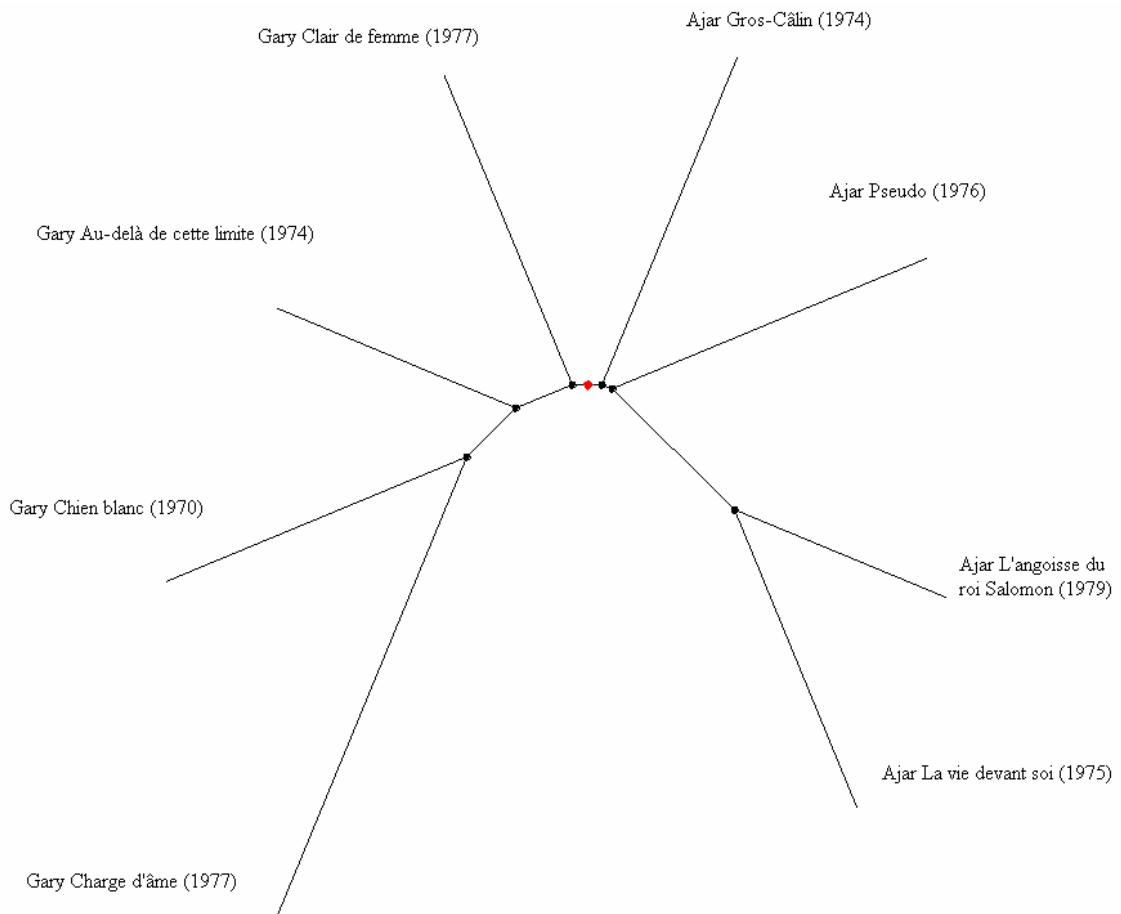 Ajar Gros-Câlin (1974)
Gary Clair de femme (1977)
Ajar Pseudo (1976)
Gary Au-delà de cette limite (1974)
Gary Chien blanc (1970)
Ajar L'angoisse du
roi Salomon (1979)
Ajar La vie devant soi (1975)
Gary Charge d'âme (1977)